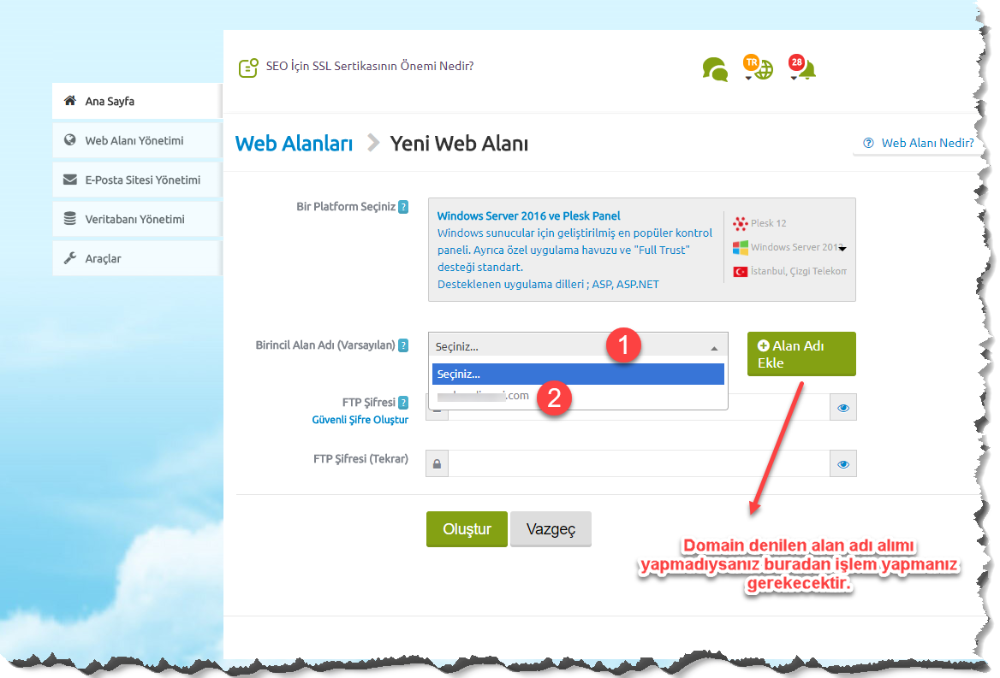 SEO İçin SSL Sertikasının Önemi Nedir?
TR
28
Ana Sayfa
Web Alanı Yönetimi
E-Posta Sitesi Yönetimi
Veritabanı Yönetimi
Araçlar
Web Alanları
Yeni Web Alanı
? Web Alanı Nedir?
Bir Platform Seçiniz ?
Windows Server 2016 ve Plesk Panel
Windows sunucular için geliştirilmiş en popüler kontrol
paneli. Ayrıca özel uygulama havuzu ve "Full Trust"
desteği standart.
Desteklenen uygulama dilleri ; ASP, ASP.NET
Plesk 12
Windows Server 2012
İstanbul, Çizgi Telekom
Birincil Alan Adı (Varsayılan) ?
Seçiniz...
1
Alan Adı
Ekle
Seçiniz...
.com
2
FTP Şifresi ?
Güvenli Şifre Oluştur
FTP Şifresi (Tekrar)
Oluştur
Vazgeç
Domain denilen alan adı alımı
yapmadıysanız buradan işlem yapmanız
gerekecektir.